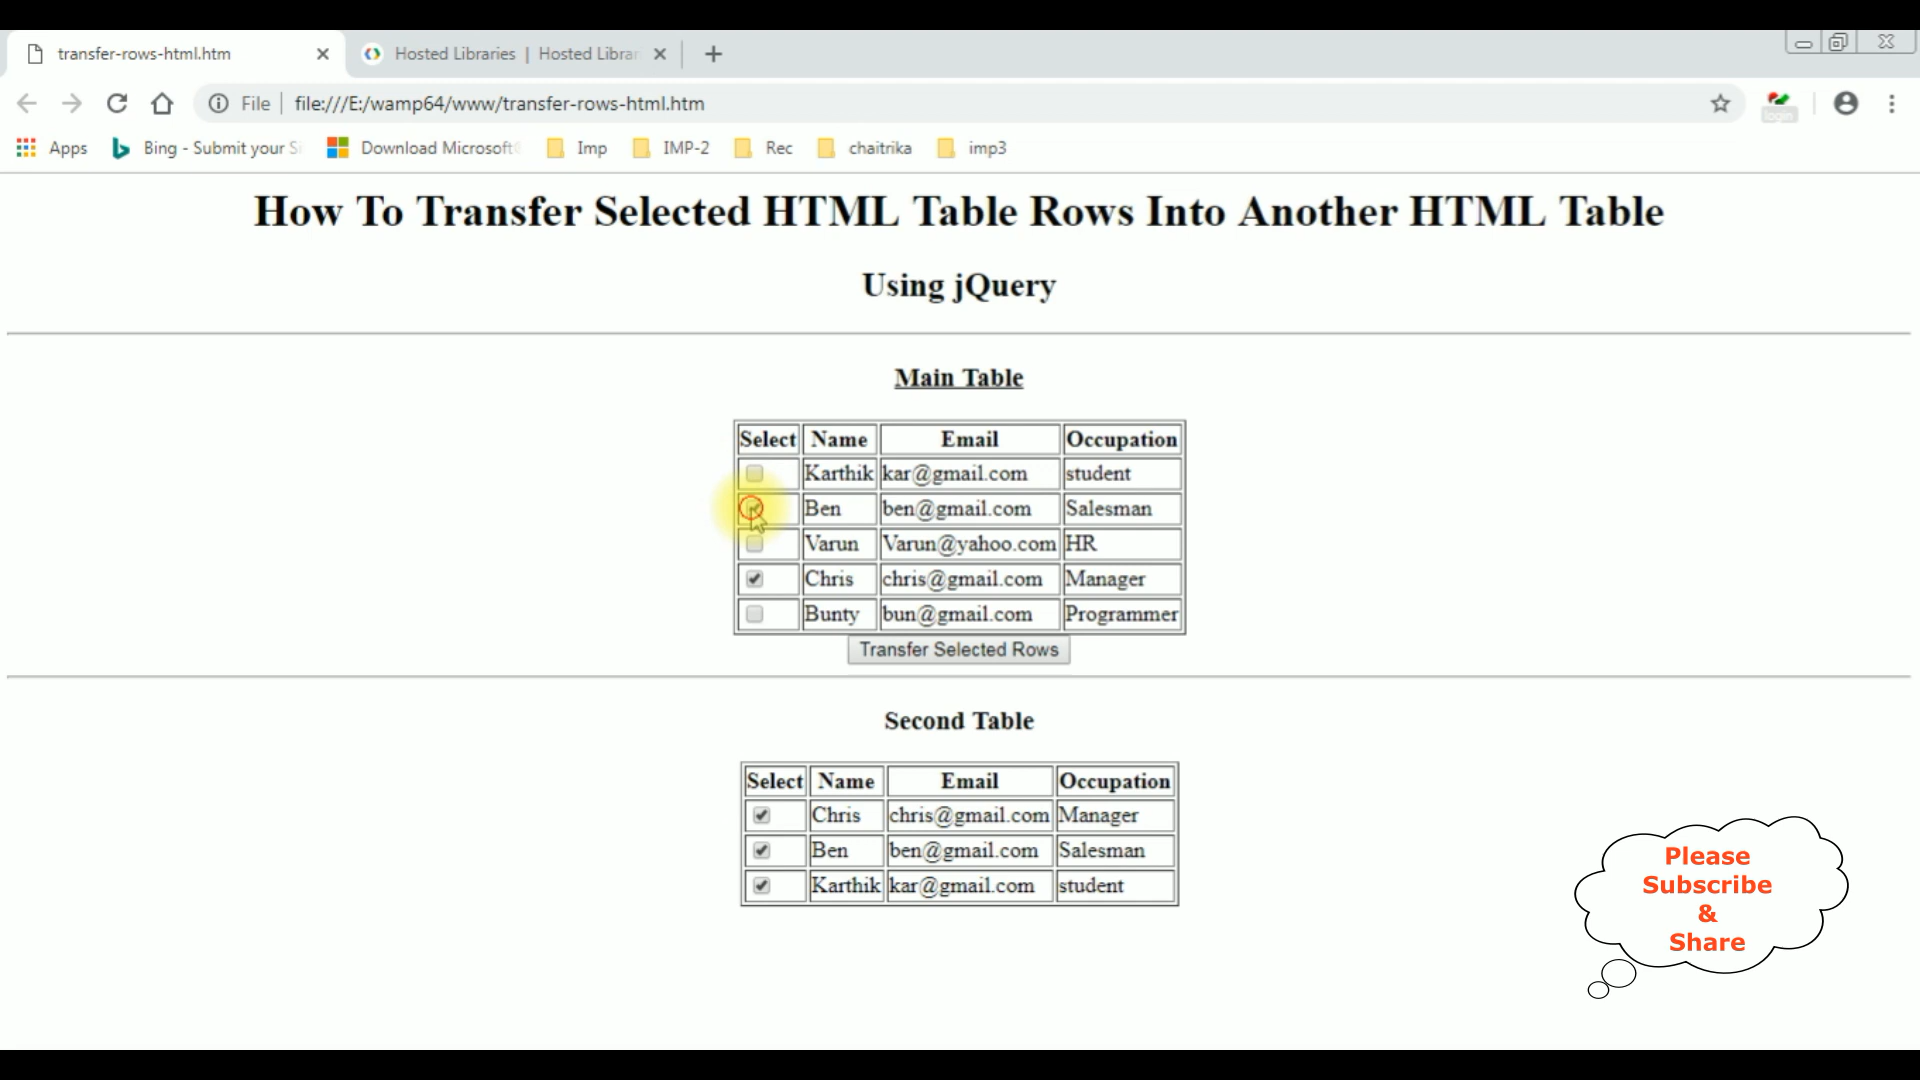 transfer-rows-html.htm
Hosted Libraries | Hosted Librar
File
file:///E:/wamp64/www/transfer-rows-html.htm
login
Apps
Bing - Submit your Si
Download Microsoft
Imp
IMP-2
Rec
chaitrika
imp3
How To Transfer Selected HTML Table Rows Into Another HTML Table
Using jQuery
Main Table
Select Name Email Occupation
Karthik kar@gmail.com student
Ben ben@gmail.com Salesman
Varun Varun@yahoo.com HR
Chris chris@gmail.com Manager
Bunty bun@gmail.com Programmer
Transfer Selected Rows
Second Table
Select Name Email Occupation
Chris chris@gmail.com Manager
Ben ben@gmail.com Salesman
Karthik kar@gmail.com student
Please
Subscribe
&
Share